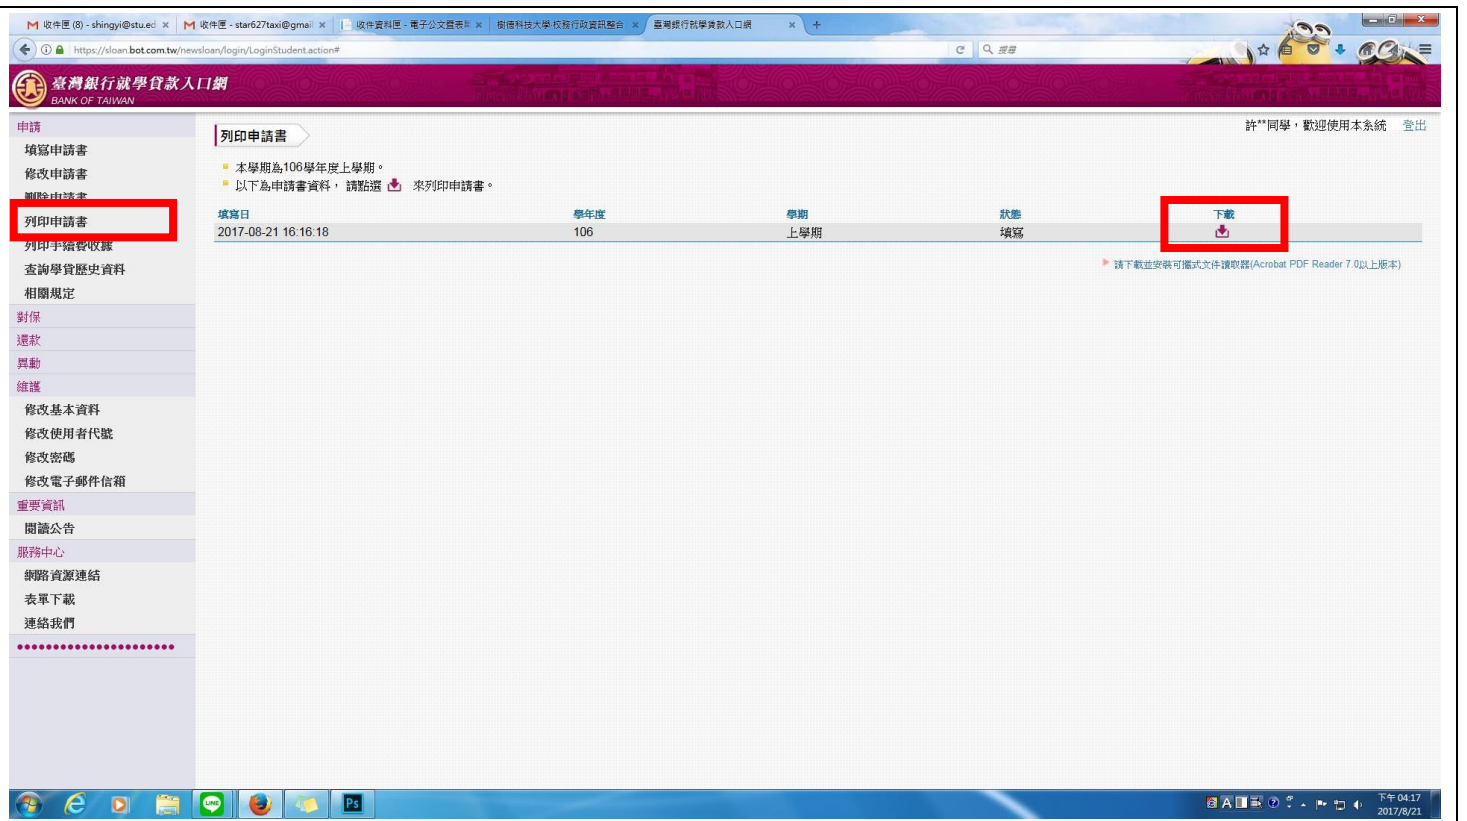 收件匣 (8) - shingyi@stu.ed
收件匣 - star627taxi@gmail
收件資料匣 - 電子公文暨表單
樹德科技大學-校務行政資訊整合
臺灣銀行就學貸款入口網
https://sloan.bot.com.tw/newsloan/login/LoginStudent.action#
搜尋
臺灣銀行就學貸款入口網
BANK OF TAIWAN
許**同學,歡迎使用本系統 登出
申請
填寫申請書
修改申請書
刪除申請書
列印申請書
列印手續費收據
查詢學貸歷史資料
相關規定
對保
還款
異動
維護
修改基本資料
修改使用者代號
修改密碼
修改電子郵件信箱
重要資訊
閱讀公告
服務中心
網路資源連結
表單下載
連絡我們
列印申請書
本學期為106學年度上學期。
以下為申請書資料, 請點選 來列印申請書。
填寫日 學年度 學期 狀態 下載
2017-08-21 16:16:18 106 上學期 填寫
請下載並安裝可攜式文件讀取器(Acrobat PDF Reader 7.0以上版本)
LINE
Ps
A
下午 04:17
2017/8/21